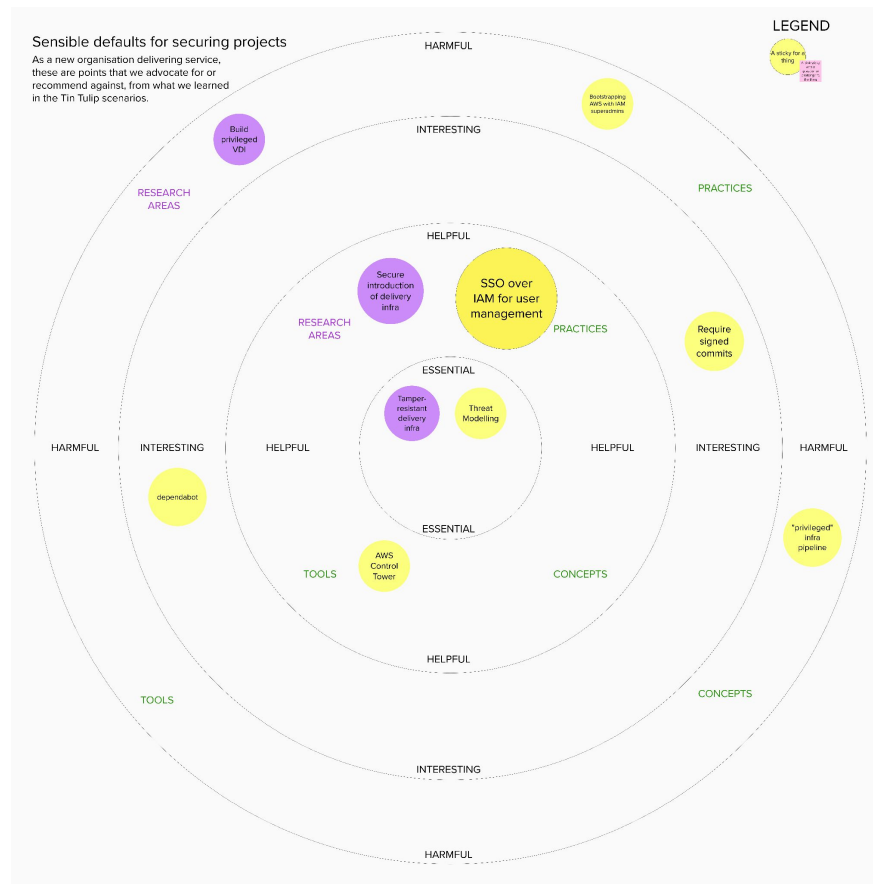 Sensible defaults for securing projects
As a new organisation delivering service,
these are points that we advocate for or
recommend against, from what we learned
in the Tin Tulip scenarios.
LEGEND
A sticky for a
thing
HARMFUL
Bootstrapping
AWS with IAM
superadmins
INTERESTING
Build
privileged
VDI
RESEARCH
AREAS
PRACTICES
HELPFUL
Secure
introduction
of delivery
infra
SSO over
IAM for user
management
RESEARCH
AREAS
PRACTICES
Require
signed
commits
ESSENTIAL
Tamper-
resistant
delivery
infra
Threat
Modelling
HARMFUL
INTERESTING
HELPFUL
HELPFUL
INTERESTING
HARMFUL
dependabot
"privileged"
infra
pipeline
ESSENTIAL
AWS
Control
Tower
TOOLS
CONCEPTS
HELPFUL
TOOLS
CONCEPTS
INTERESTING
HARMFUL